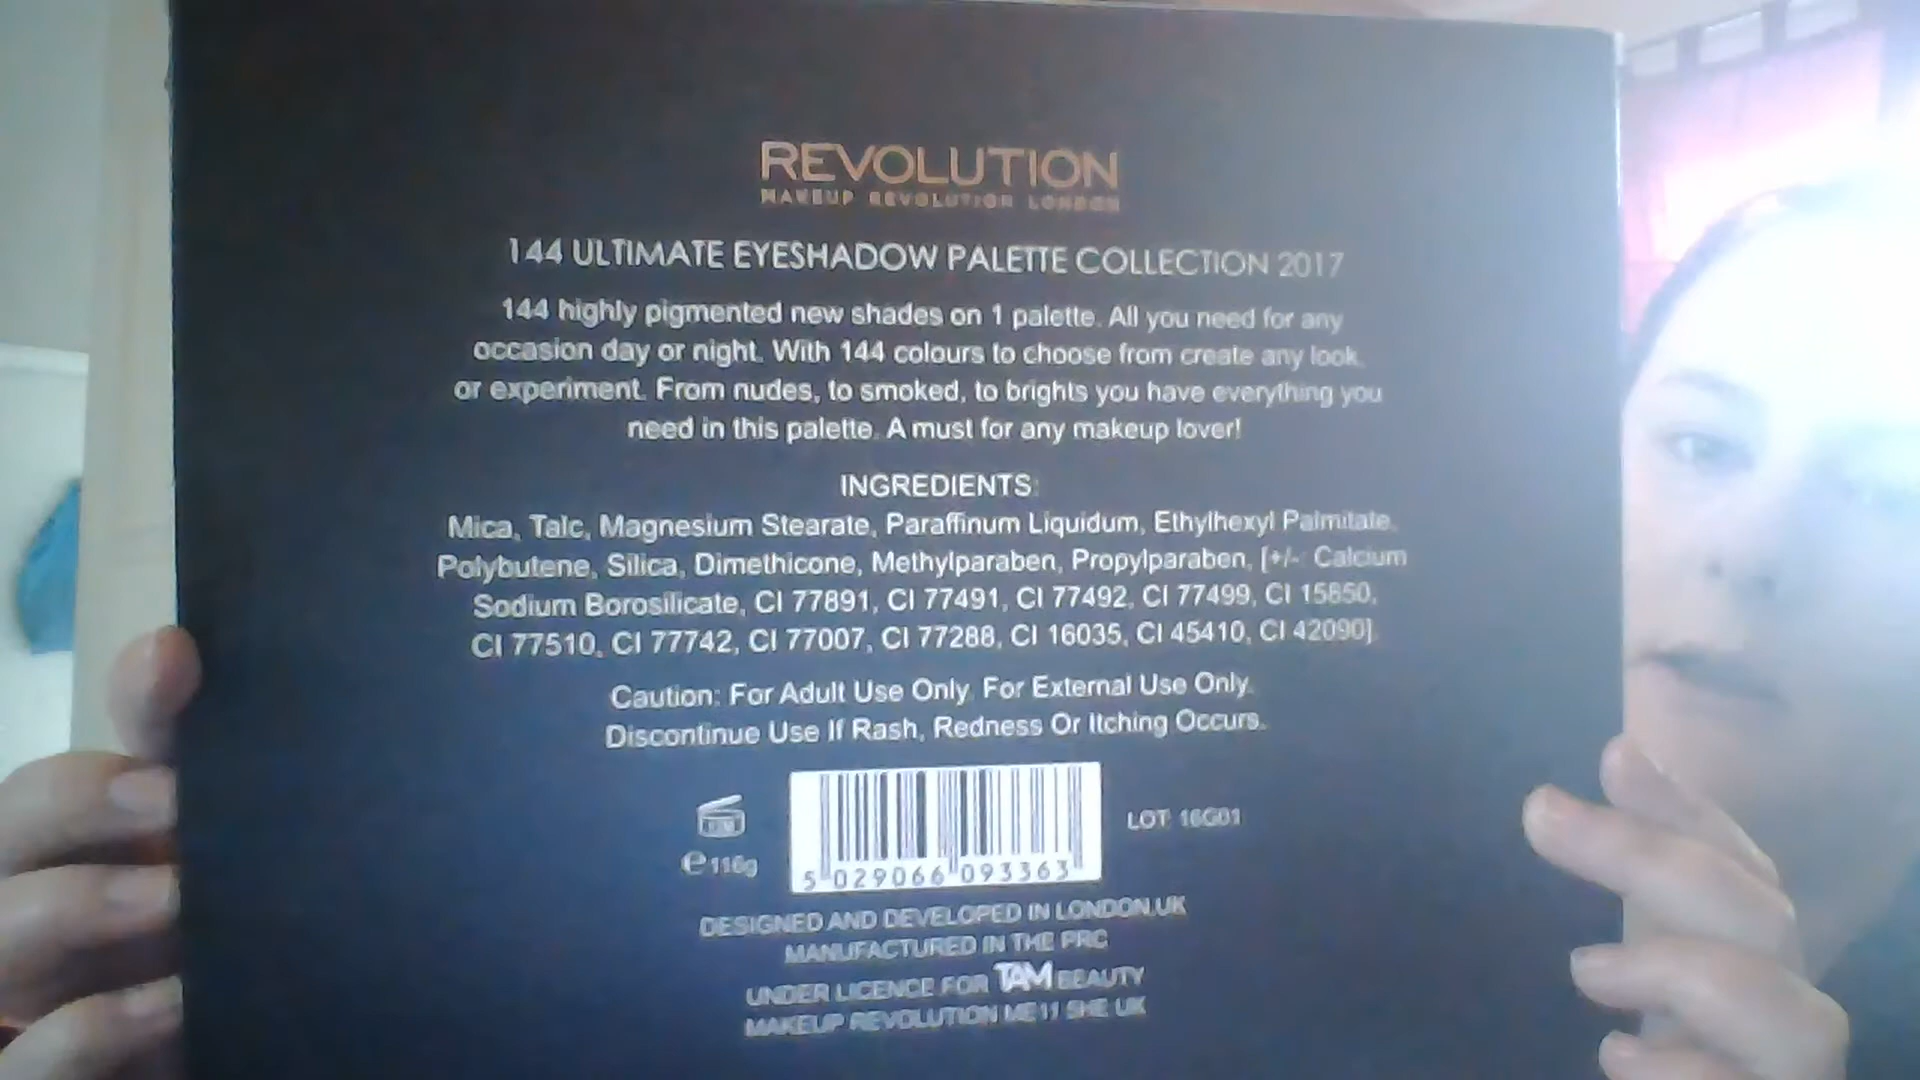 REVOLUTION
MAKEUP REVOLUTION LONDON
144 ULTIMATE EYESHADOW PALETTE COLLECTION 2017
144 highly pigmented new shades on 1 palette. All you need for any
occasion day or night. With 144 colours to choose from create any look
or experiment. From nudes, to smoked, to brights you have everything you
need in this palette. A must for any makeup lover!
INGREDIENTS:
Mica, Talc, Magnesium Stearate, Paraffinum Liquidum, Ethylhexyl Palmitate,
Polybutene, Silica, Dimethicone, Methylparaben, Propylparaben, [+/- Calcium
Sodium Borosilicate, CI 77891, CI 77491, CI 77492, CI 77499, CI 15850,
CI 77510, CI 77742, CI 77007, CI 77288, CI 16035, CI 45410, CI 42090].
Caution: For Adult Use Only. For External Use Only.
Discontinue Use If Rash, Redness Or Itching Occurs.
LOT 16G01
5 029066 093363
DESIGNED AND DEVELOPED IN LONDON,UK
MANUFACTURED IN THE PRC
UNDER LICENCE FOR TAM BEAUTY
MAKEUP REVOLUTION ME11 5HE UK